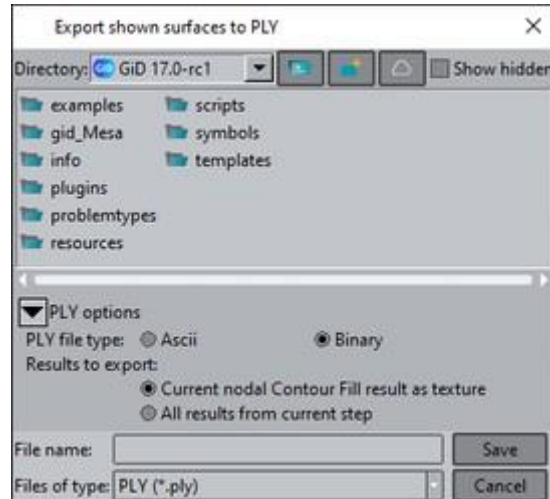 Export shown surfaces to PLY
Directory: GiD 17.0-rc1 Show hidden
examples scripts
gid_Mesa symbols
info templates
plugins
problemtypes
resources
PLY options
PLY file type: Ascii Binary
Results to export:
Current nodal Contour Fill result as texture
All results from current step
File name: Save
Files of type: PLY (*.ply) Cancel